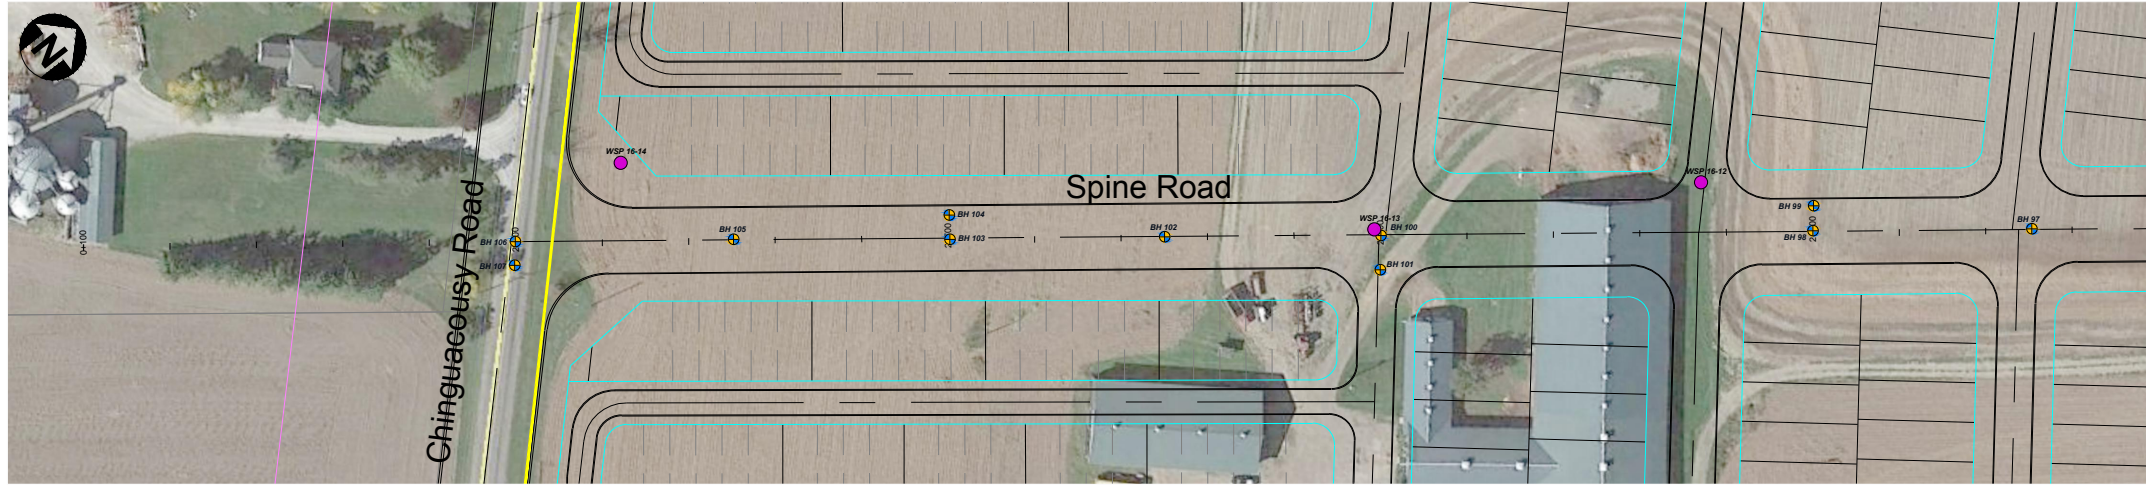 N
WSP 16-14
WSP 16-12
Spine Road
BH 104
BH 99
WSP 16-13
BH 105
BH 102
BH 100
BH 97
BH 106
BH 103
BH 98
0+100
BH 107
BH 101
Chinguacousy Road